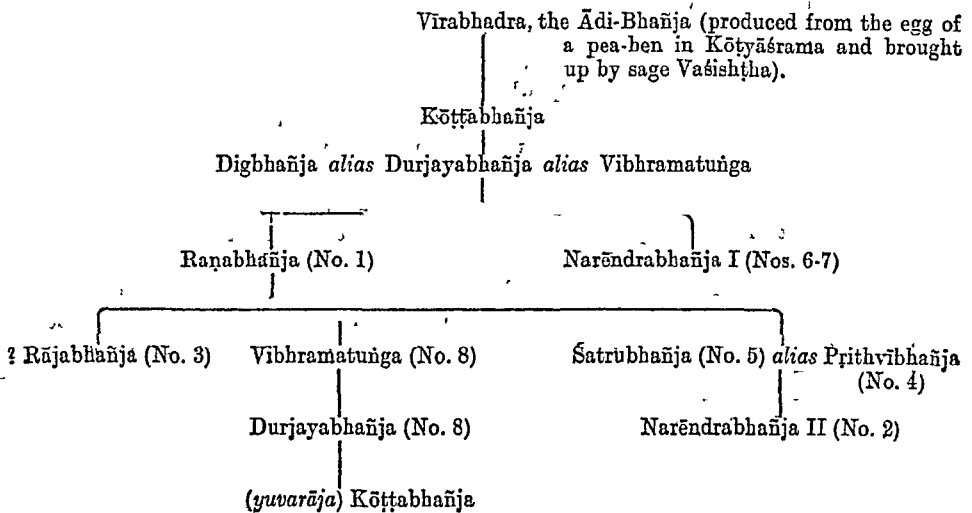 Vīrabhadra, the Ādi-Bhañja (produced from the egg of
a pea-hen in Kōṭyāśrama and brought
up by sage Vaśishṭha).
Kōṭṭabhañja
Digbhañja alias Durjayabhañja alias Vibhramatuṅga
Raṇabhañja (No. 1) Narēndrabhañja I (Nos. 6-7)
? Rājabhañja (No. 3) Vibhramatuṅga (No. 8) Śatrubhañja (No. 5) alias Pṛithvībhañja
(No. 4)
Durjayabhañja (No. 8) Narēndrabhañja II (No. 2)
(yuvarāja) Kōṭṭabhañja